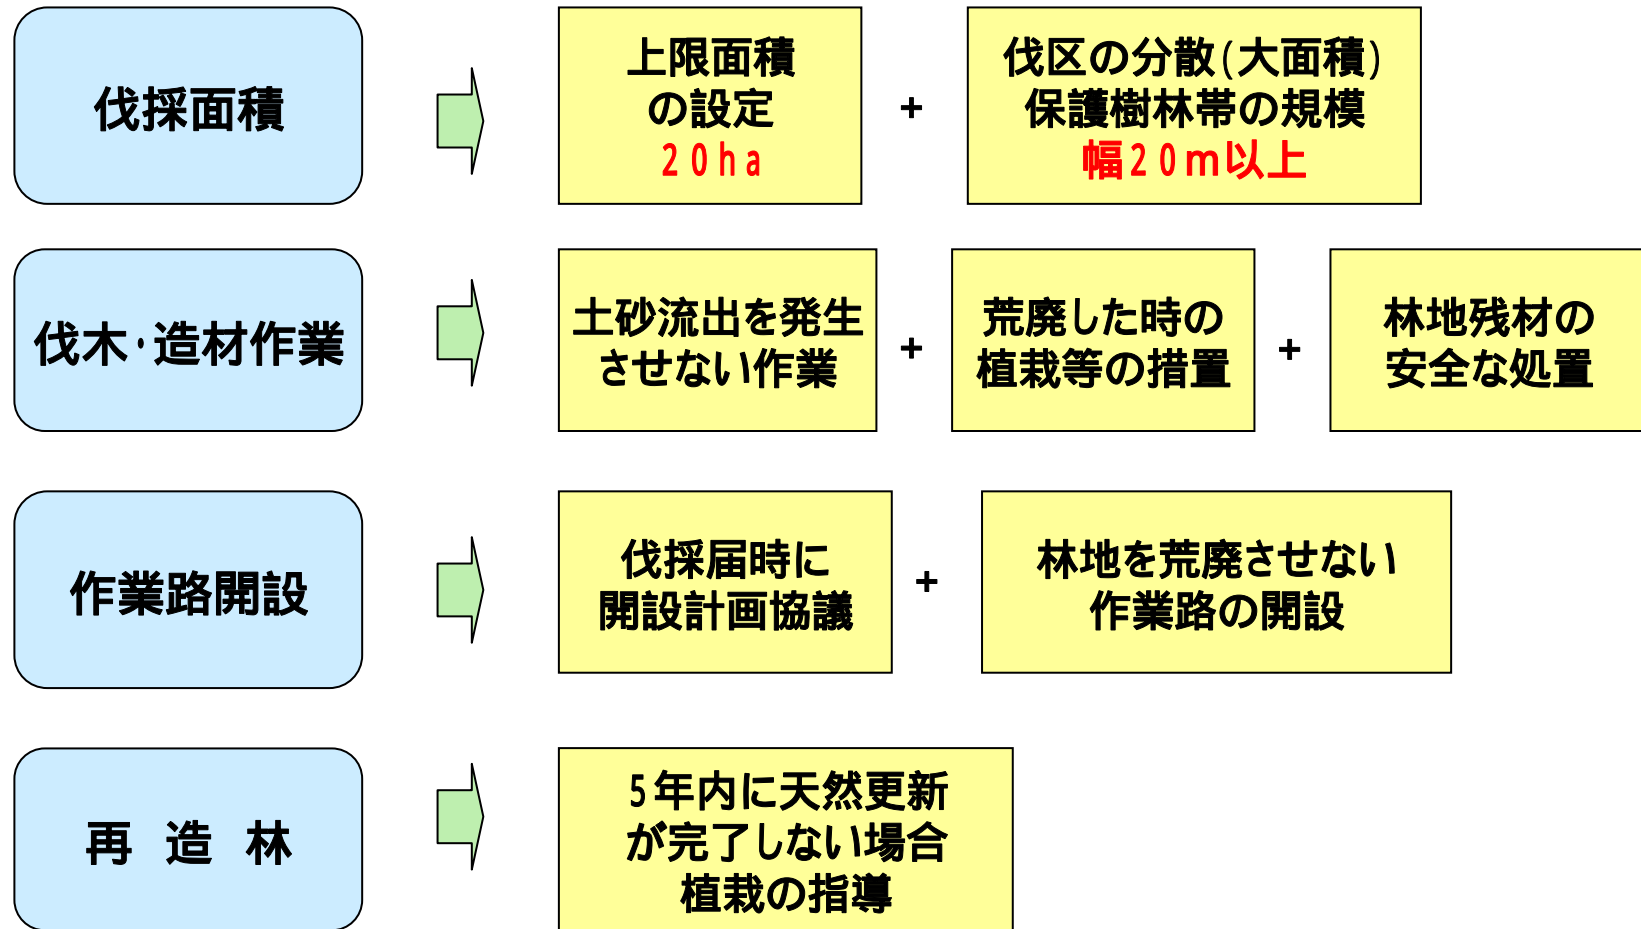 伐採面積
上限面積
の設定
20ha
+
伐区の分散(大面積)
保護樹林帯の規模
幅20m以上
伐木・造材作業
土砂流出を発生
させない作業
+
荒廃した時の
植栽等の措置
+
林地残材の
安全な処置
作業路開設
伐採届時に
開設計画協議
+
林地を荒廃させない
作業路の開設
再 造 林
5年内に天然更新
が完了しない場合
植栽の指導